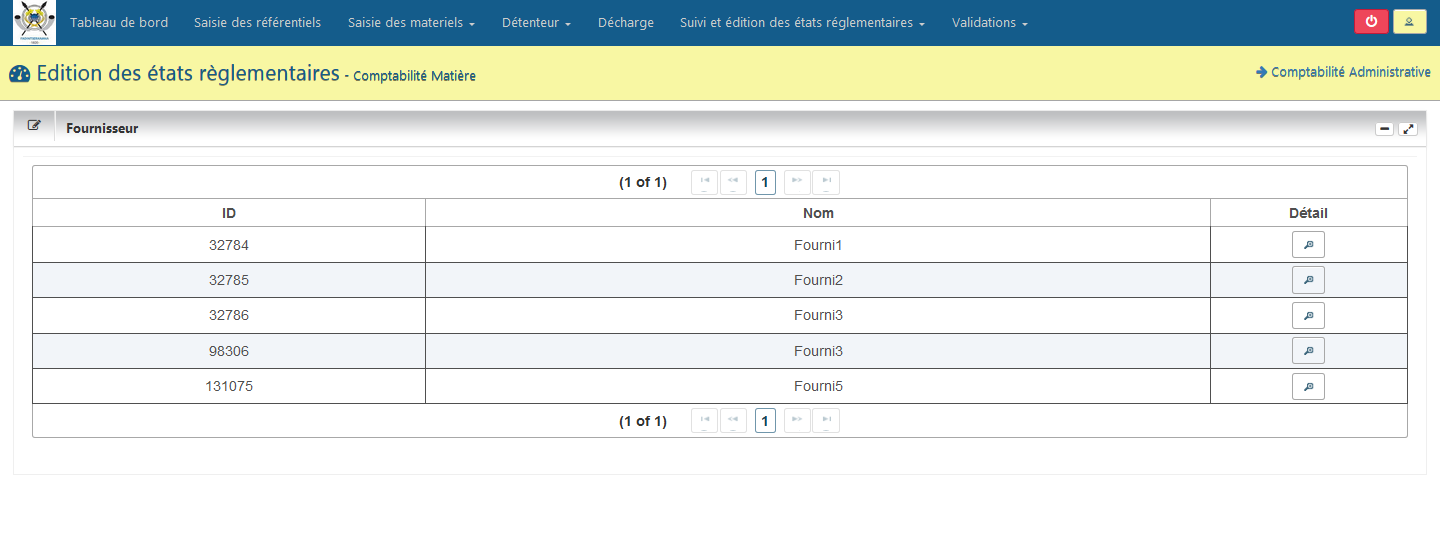 Tableau de bord Saisie des référentiels Saisie des materiels Détenteur Décharge Suivi et édition des états réglementaires Validations
Edition des états règlementaires - Comptabilité Matière
Comptabilité Administrative
Fournisseur
(1 of 1) 1
ID Nom Détail
32784 Fourni1
32785 Fourni2
32786 Fourni3
98306 Fourni3
131075 Fourni5
(1 of 1) 1